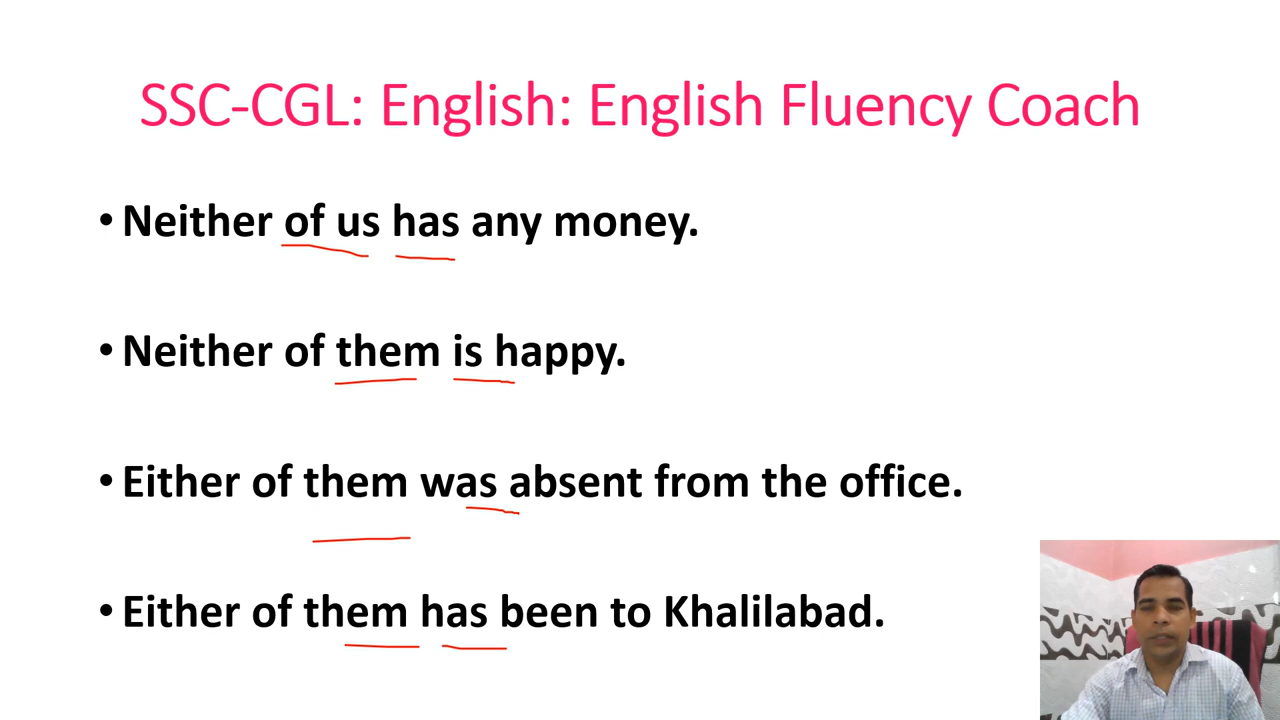 SSC-CGL: English: English Fluency Coach
• Neither of us has any money.
• Neither of them is happy.
• Either of them was absent from the office.
• Either of them has been to Khalilabad.